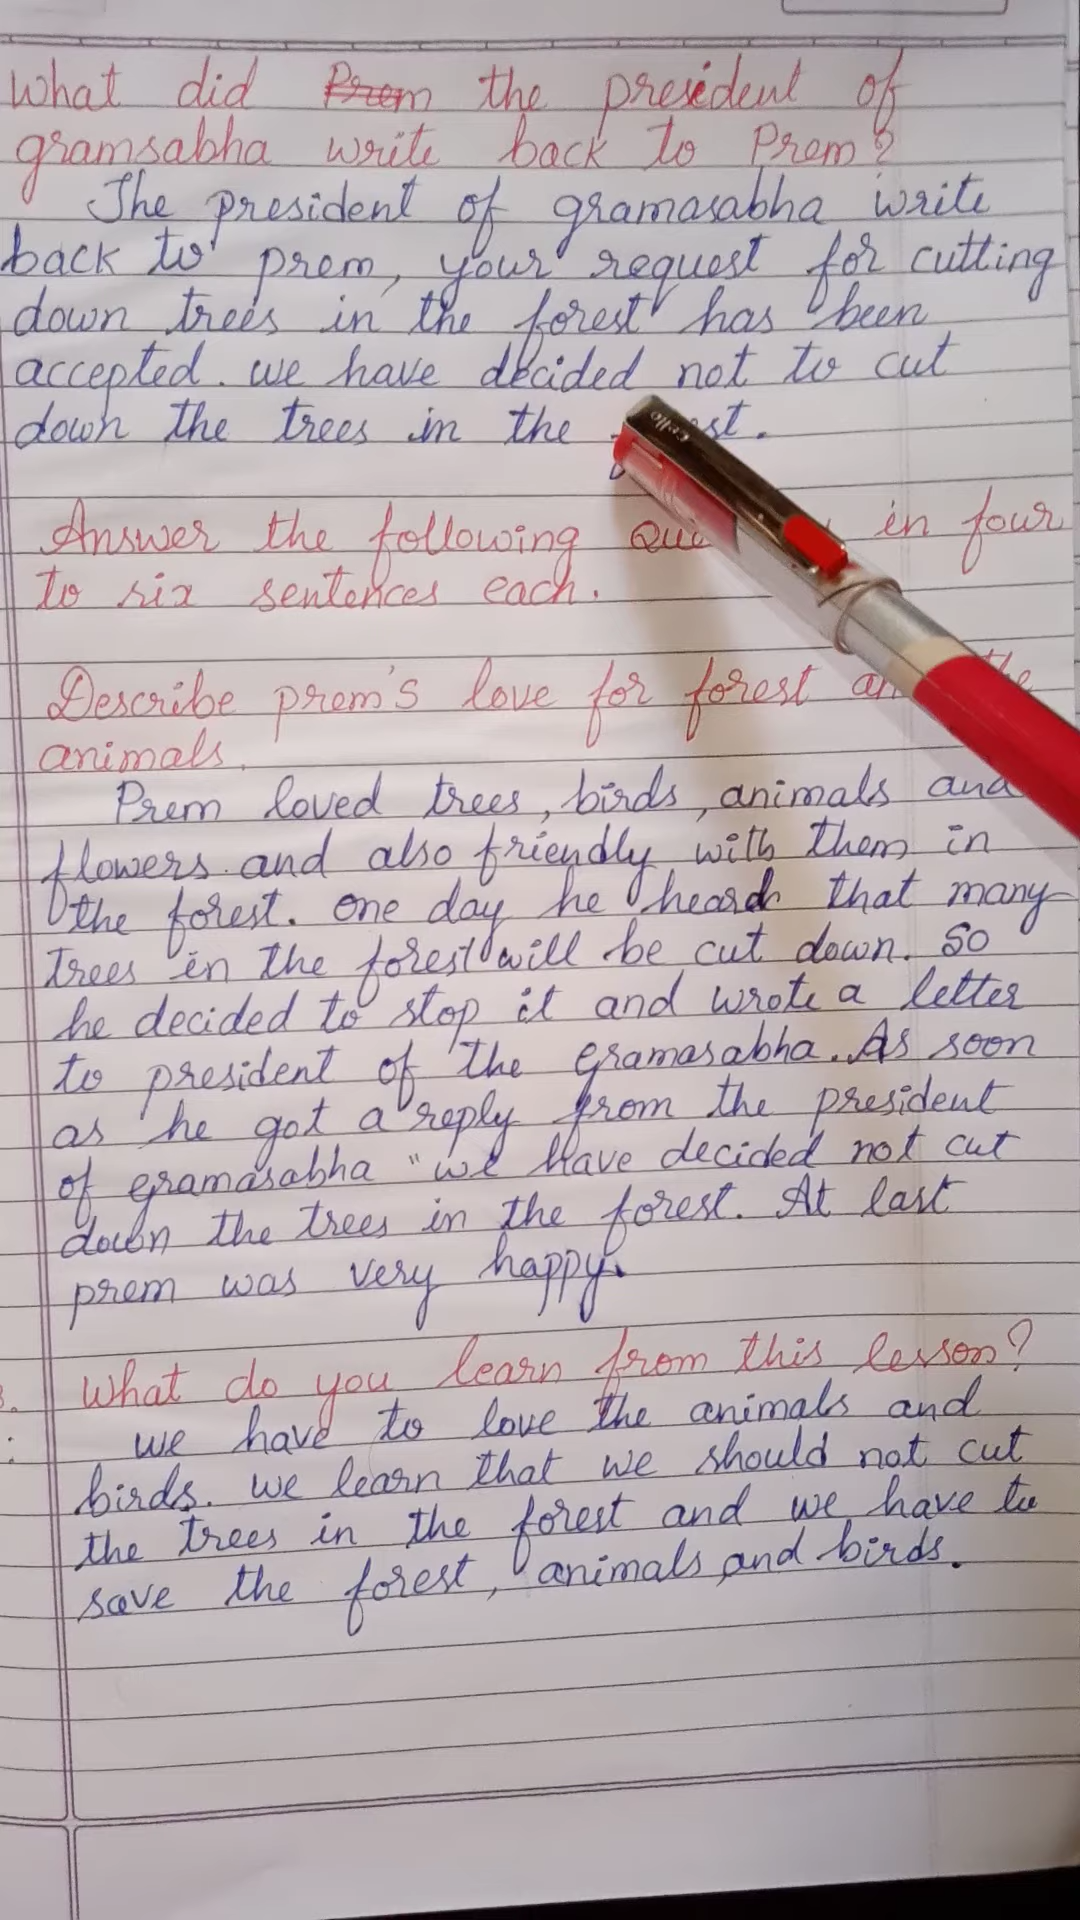 What did Prem the president of
gramsabha write back to Prem?
The president of gramasabha write
back to prem, your request for cutting
down trees in the forest has been
accepted. we have decided not to cut
down the trees in the
cello
Answer the following in four
to six sentences each.
Describe prem's love for forest
animals.
Prem loved trees, birds, animals and
flowers. and also friendly with them in
the forest. one day he heard that many
trees in the forest will be cut down. So
he decided to stop it and wrote a letter
to president of the gramasabha. As soon
as he got a reply from the president
of gramasabha "we have decided not cut
down the trees in the forest. At last
prem was very happy.
What do you learn from this lesson?
we have to love the animals and
birds. we learn that we should not cut
the trees in the forest and we have to
save the forest, animals and birds.